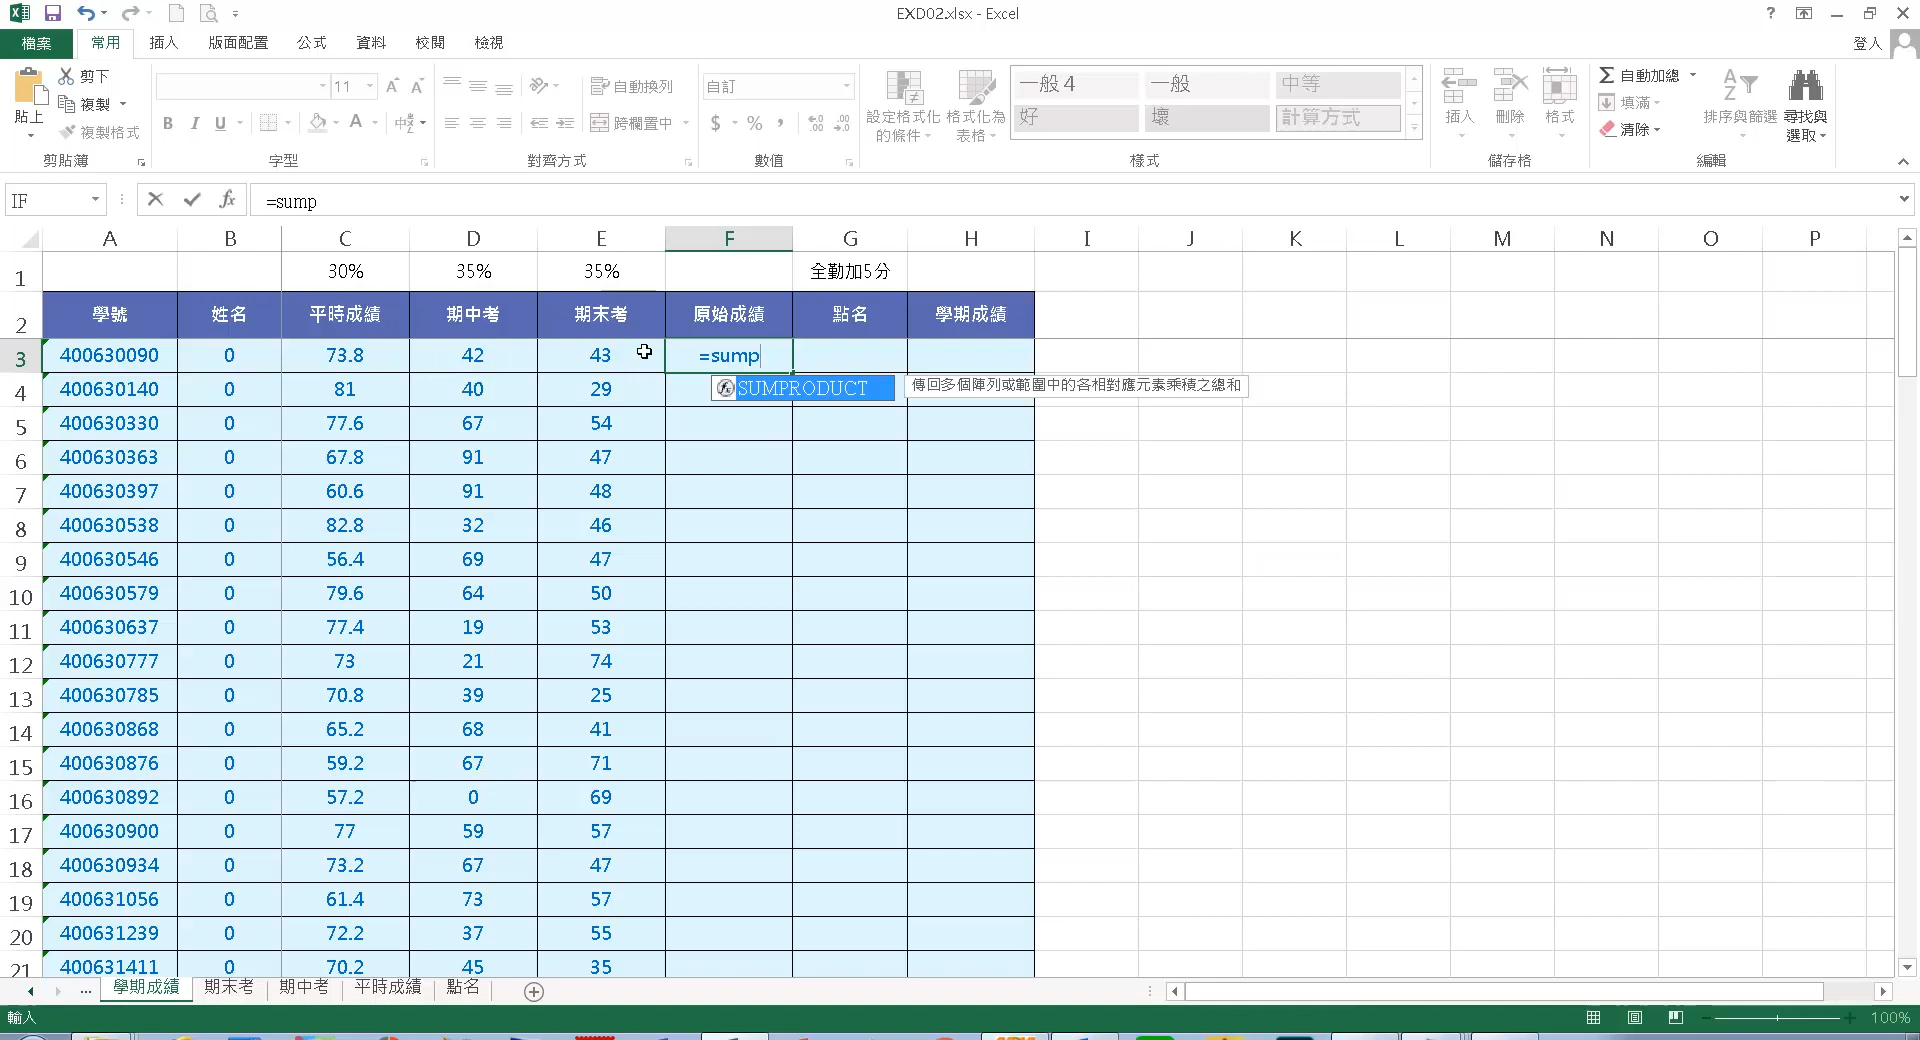 EXD02.xlsx - Excel
?
檔案 常用 插入 版面配置 公式 資料 校閱 檢視 登入
貼上 剪下 複製 複製格式 剪貼簿
11 A A B I U A 中 字型
自動換列 跨欄置中 對齊方式
自訂 $ % , 數值
設定格式化的條件 格式化為表格
一般 4 一般 中等
好 壞 計算方式
樣式
插入 刪除 格式 儲存格
Σ 自動加總 填滿 清除 排序與篩選 尋找與選取 編輯
IF fx =sump
A B C D E F G H I J K L M N O P
1 30% 35% 35% 全勤加5分
2 學號 姓名 平時成績 期中考 期末考 原始成績 點名 學期成績
3 400630090 0 73.8 42 43 =sump
SUMPRODUCT 傳回多個陣列或範圍中的各相對應元素乘積之總和
4 400630140 0 81 40 29
5 400630330 0 77.6 67 54
6 400630363 0 67.8 91 47
7 400630397 0 60.6 91 48
8 400630538 0 82.8 32 46
9 400630546 0 56.4 69 47
10 400630579 0 79.6 64 50
11 400630637 0 77.4 19 53
12 400630777 0 73 21 74
13 400630785 0 70.8 39 25
14 400630868 0 65.2 68 41
15 400630876 0 59.2 67 71
16 400630892 0 57.2 0 69
17 400630900 0 77 59 57
18 400630934 0 73.2 67 47
19 400631056 0 61.4 73 57
20 400631239 0 72.2 37 55
21 400631411 0 70.2 45 35
... 學期成績 期末考 期中考 平時成績 點名
輸入 100%